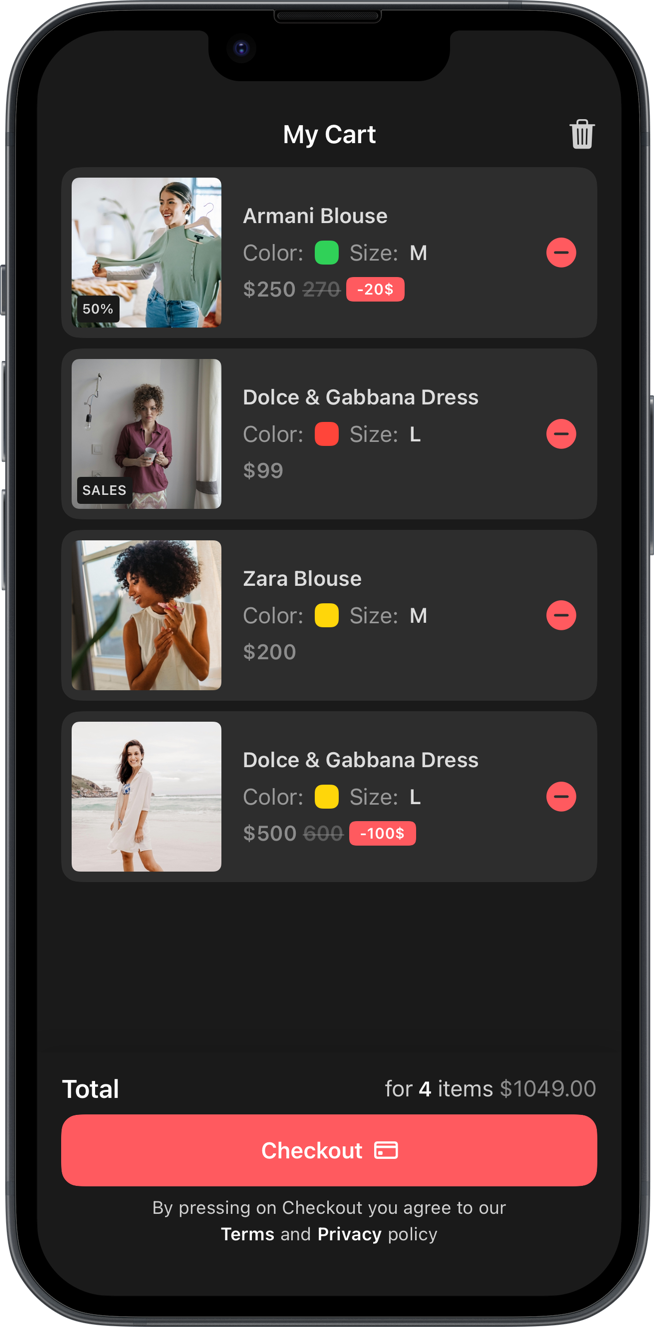 My Cart
Armani Blouse
Color: Size: M
$250 270 -20$
50%
Dolce & Gabbana Dress
Color: Size: L
$99
SALES
Zara Blouse
Color: Size: M
$200
Dolce & Gabbana Dress
Color: Size: L
$500 600 -100$
Total for 4 items $1049.00
Checkout
By pressing on Checkout you agree to our
Terms and Privacy policy